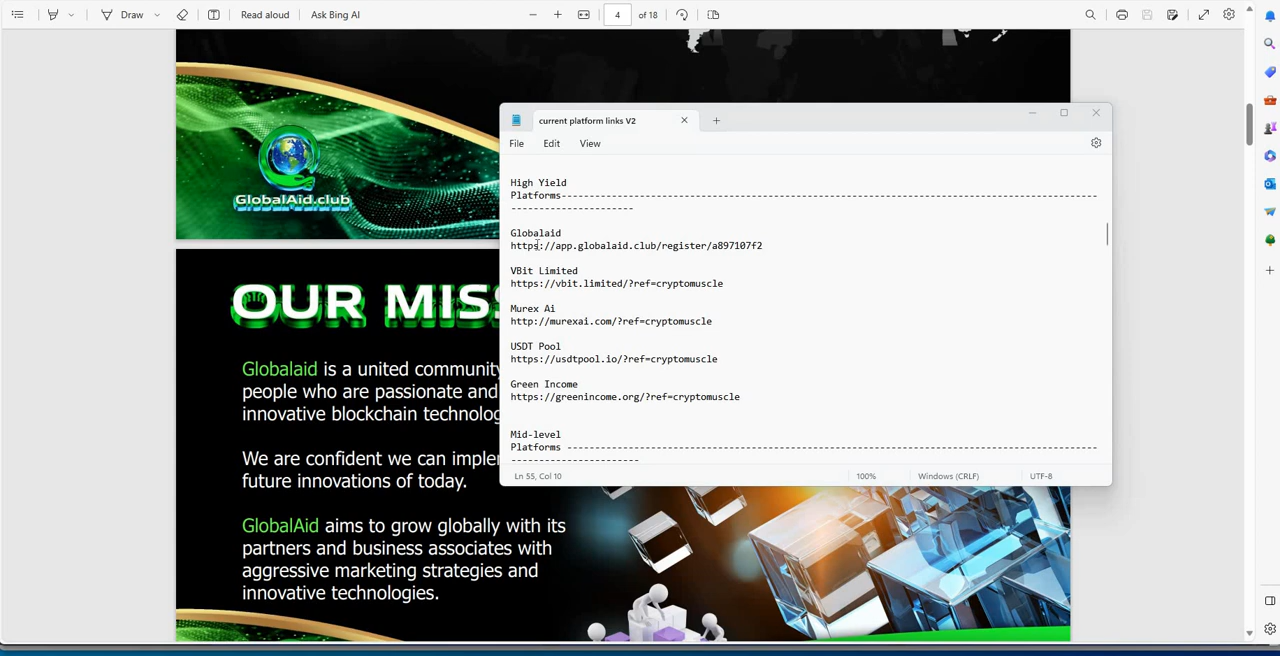 Draw
Read aloud
Ask Bing AI
4
of 18
GlobalAid.club
OUR MISS
Globalaid is a united community
people who are passionate and
innovative blockchain technolog
We are confident we can imple
future innovations of today.
GlobalAid aims to grow globally with its
partners and business associates with
aggressive marketing strategies and
innovative technologies.
current platform links V2
File
Edit
View
High Yield
Platforms--------------------------------------------------------------------------------
----------------------
Globalaid
https://app.globalaid.club/register/a897107f2
VBit Limited
https://vbit.limited/?ref=cryptomuscle
Murex Ai
http://murexai.com/?ref=cryptomuscle
USDT Pool
https://usdtpool.io/?ref=cryptomuscle
Green Income
https://greenincome.org/?ref=cryptomuscle
Mid-level
Platforms -------------------------------------------------------------------------------
-----------------------
Ln 55, Col 10
100%
Windows (CRLF)
UTF-8